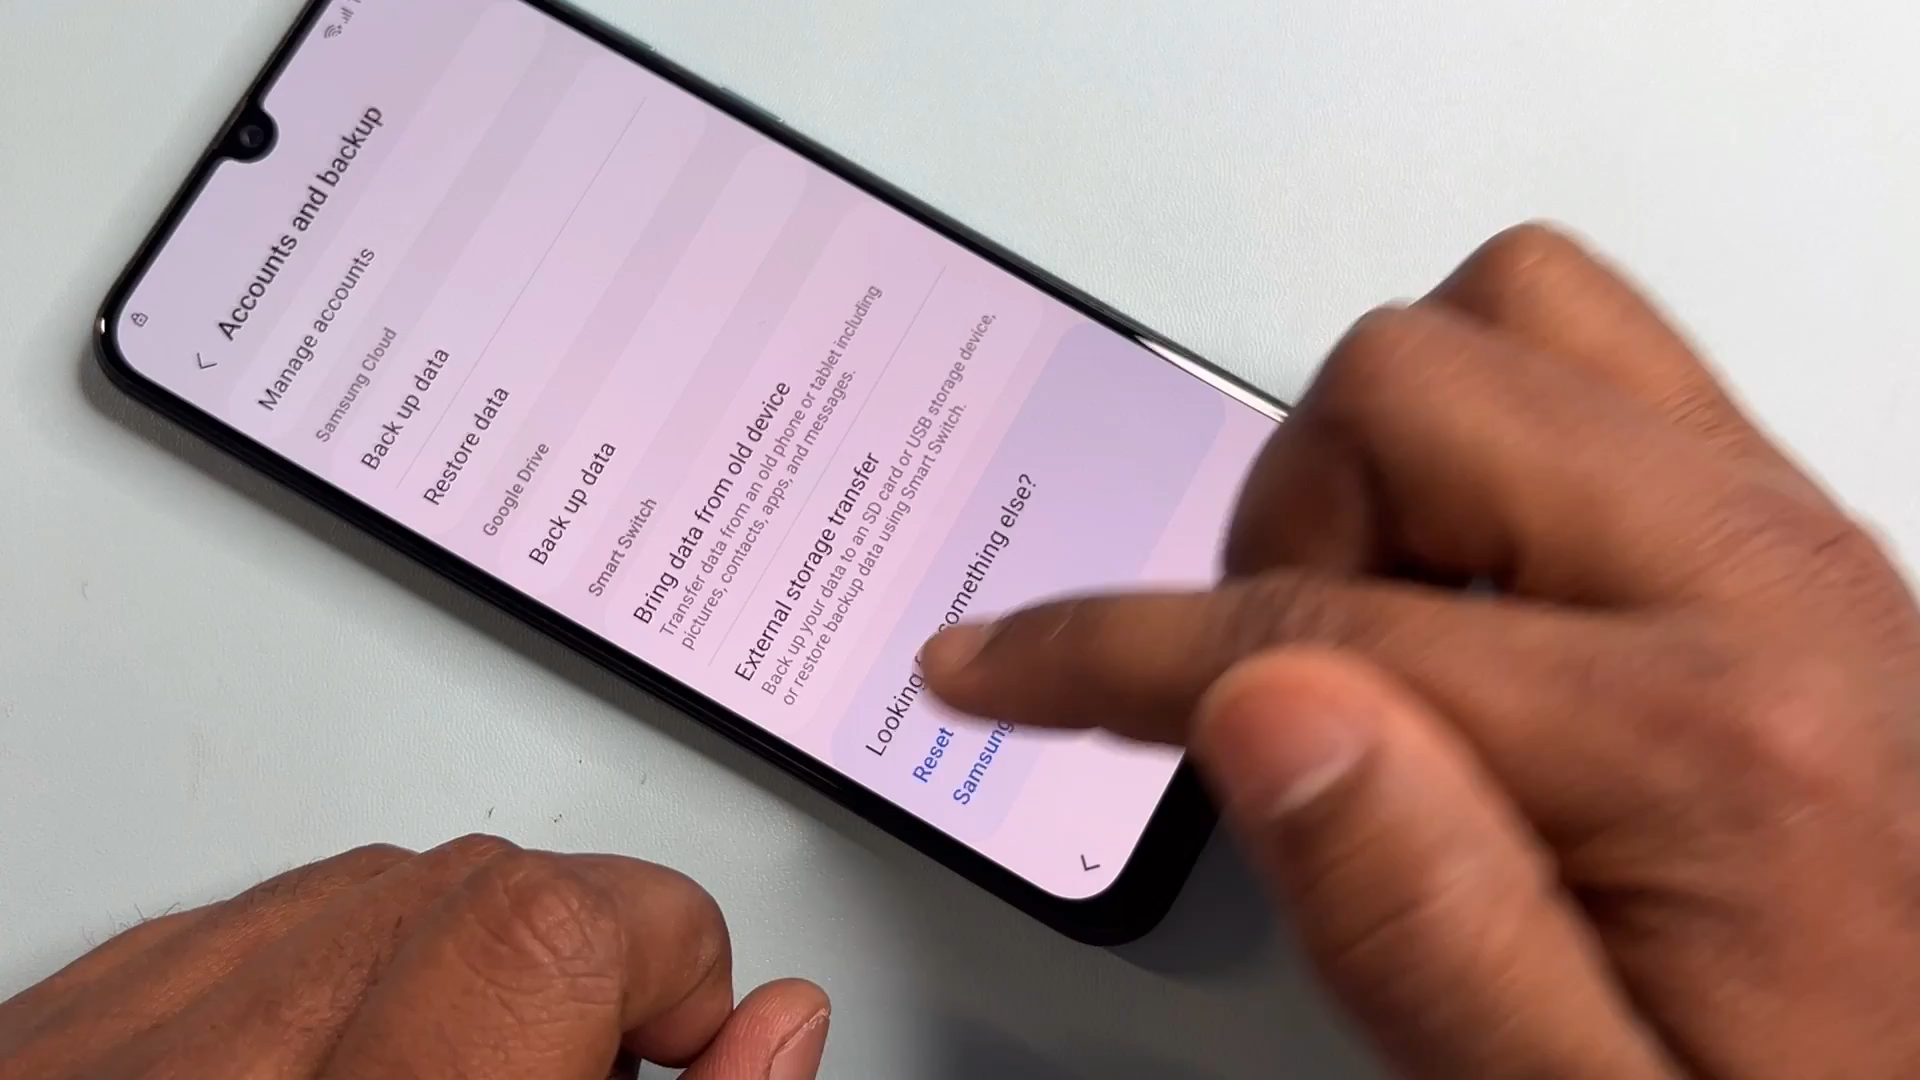 Accounts and backup
Manage accounts
Samsung Cloud
Back up data
Restore data
Google Drive
Back up data
Smart Switch
Bring data from old device
Transfer data from an old phone or tablet including
pictures, contacts, apps, and messages.
External storage transfer
Back up your data to an SD card or USB storage device,
or restore backup data using Smart Switch.
Looking something else?
Reset
Samsung